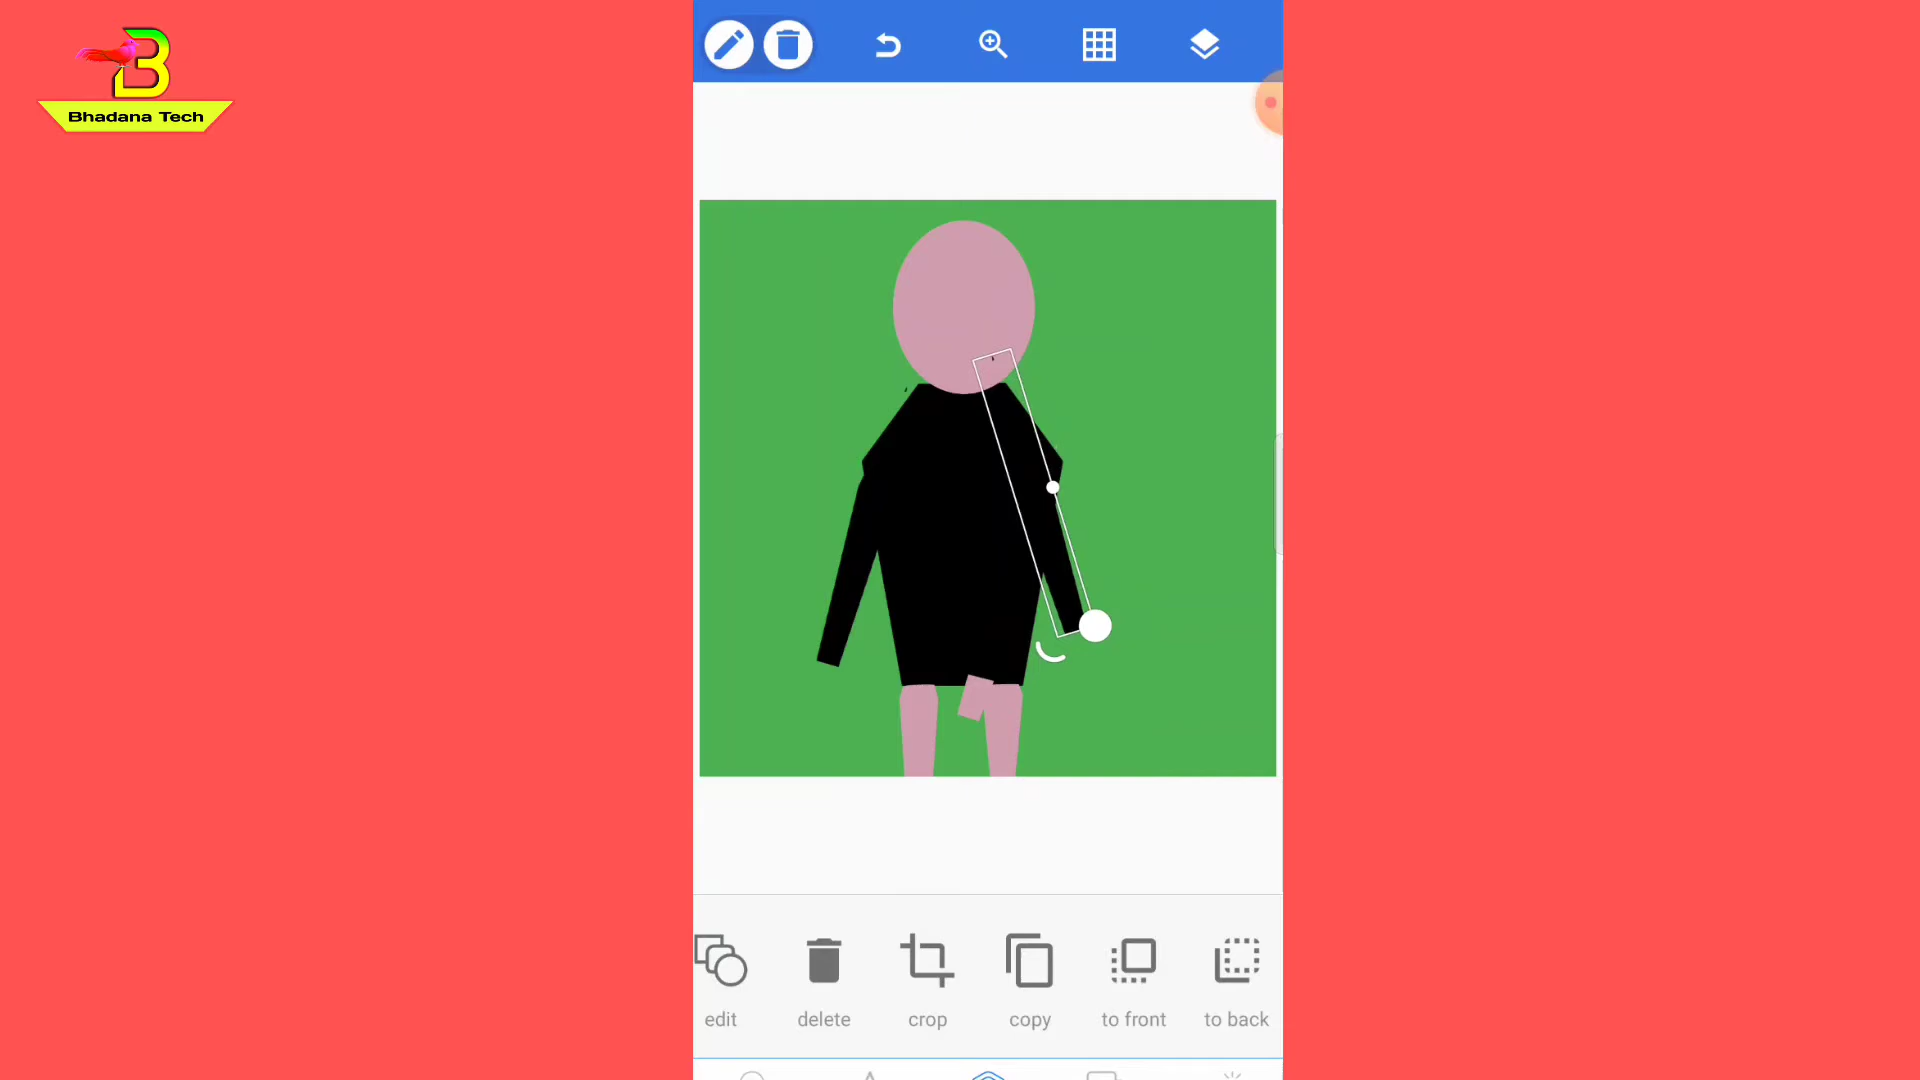 B
Bhadana Tech
edit
delete
crop
copy
to front
to back